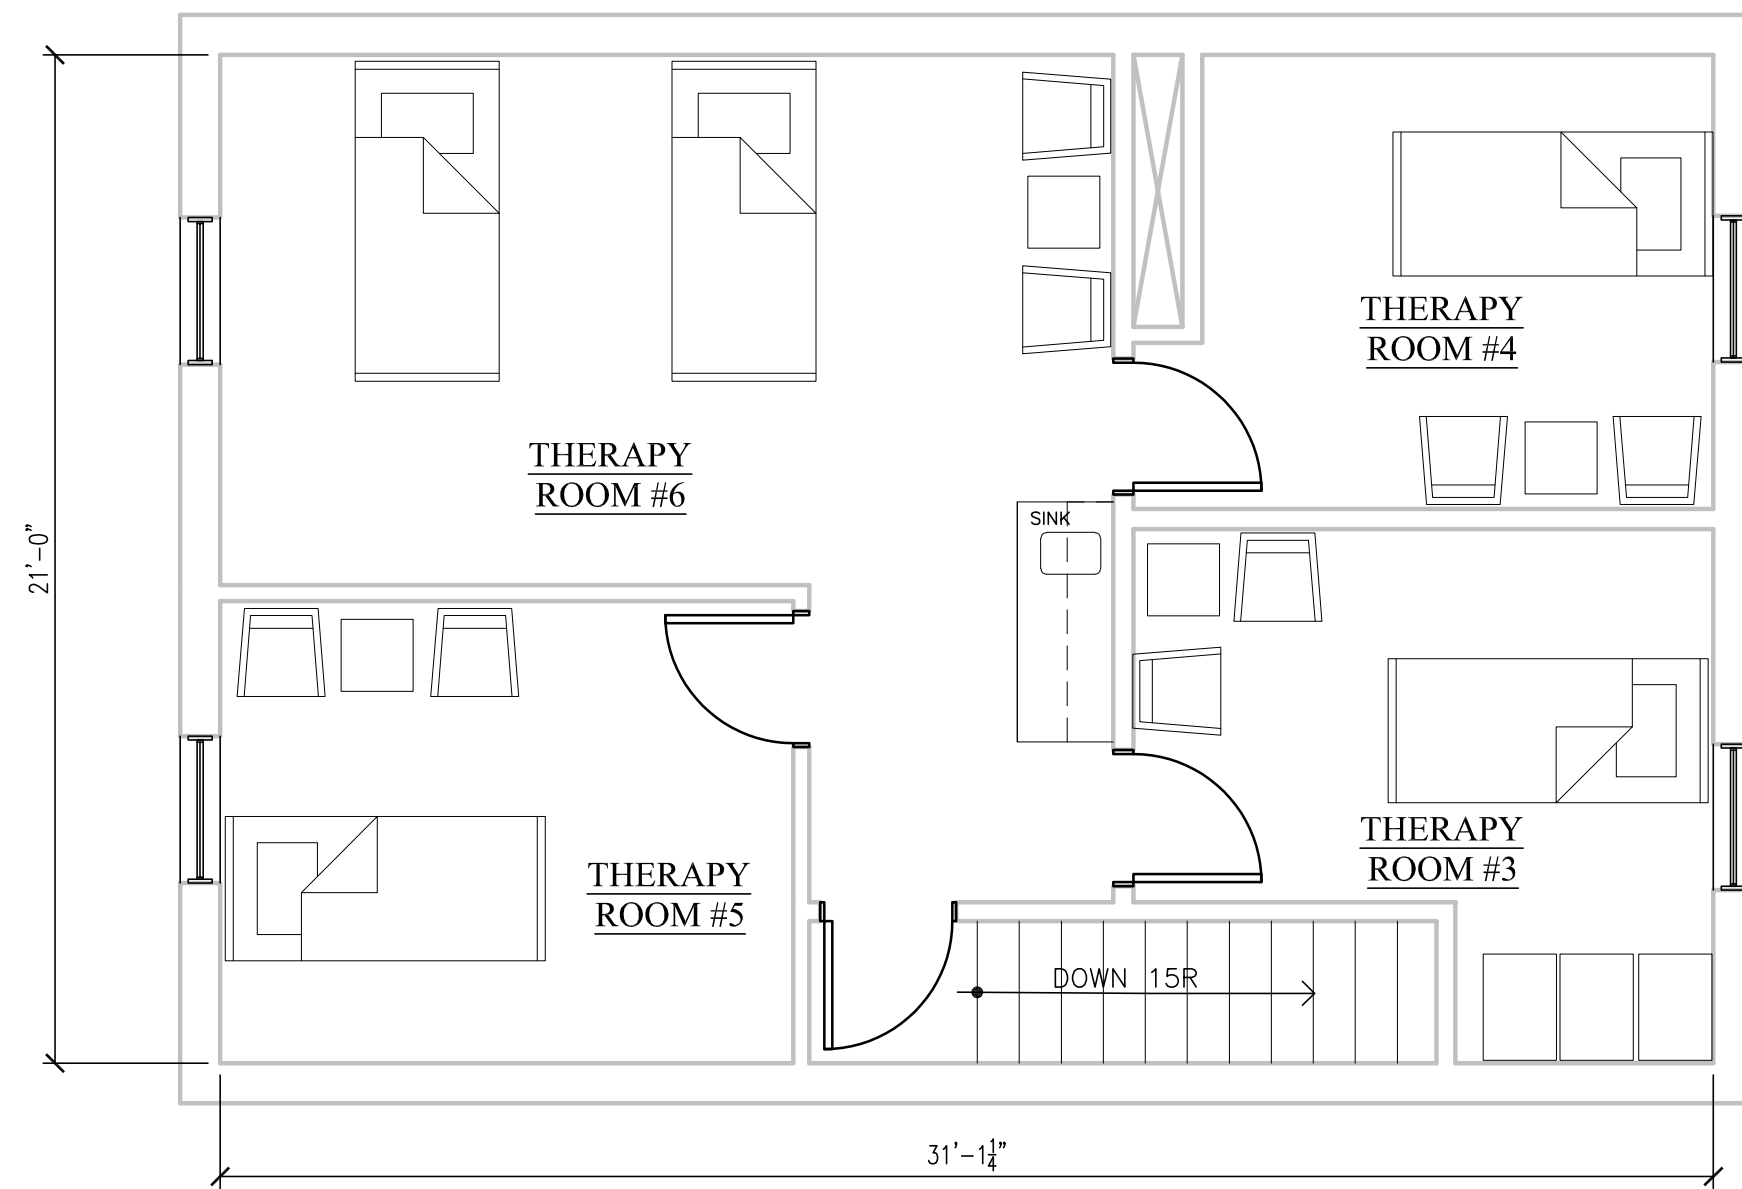 THERAPY
ROOM #4
THERAPY
ROOM #6
SINK
21'-0"
THERAPY
ROOM #3
THERAPY
ROOM #5
DOWN 15R
31'-1¼"